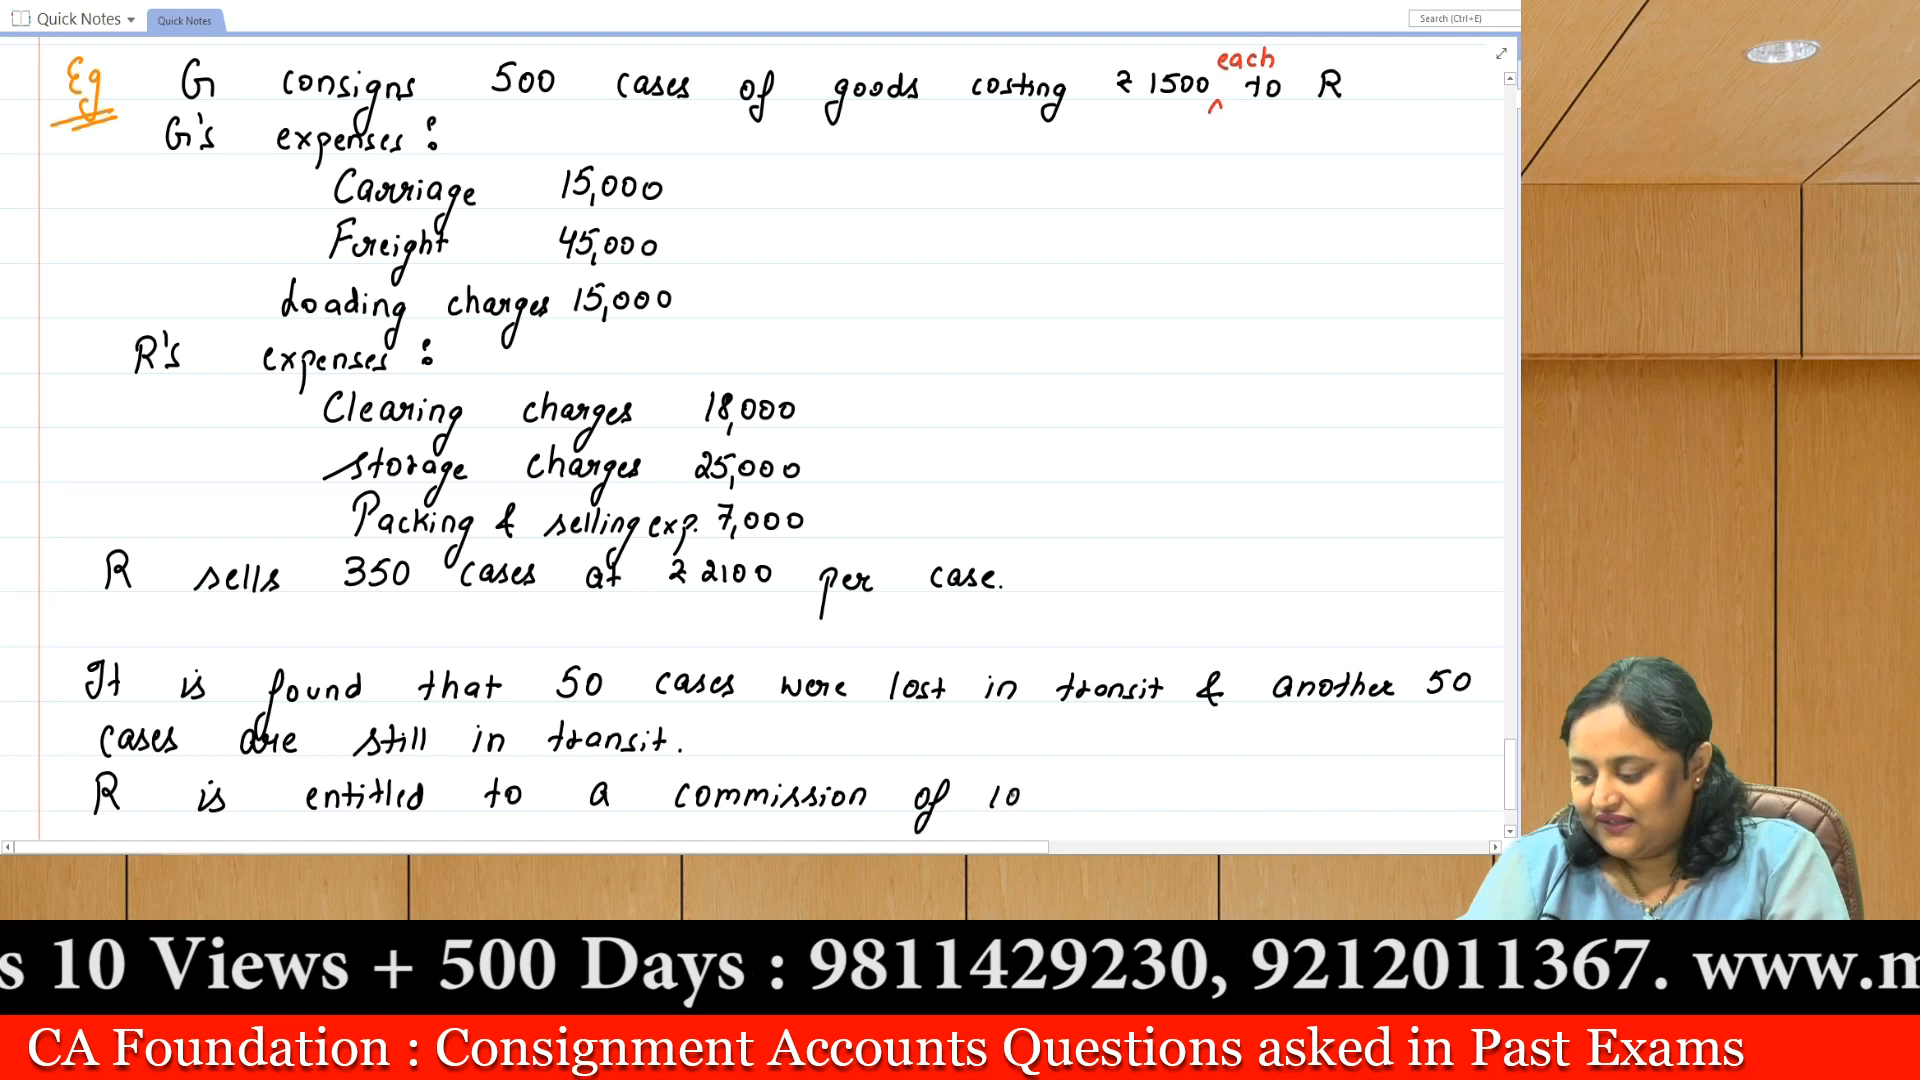 Quick Notes
Quick Notes
Search (Ctrl+E)
Eg G consigns 500 cases of goods costing ₹ 1500 ^ each to R
G's expenses :
Carriage 15,000
Freight 45,000
Loading charges 15,000
R's expenses :
Clearing charges 18,000
Storage charges 25,000
Packing & selling exp. 7,000
R sells 350 cases at ₹ 2100 per case.
It is found that 50 cases were lost in transit & another 50
cases are still in transit.
R is entitled to a commission of 10
s 10 Views + 500 Days : 9811429230, 9212011367. www.m
CA Foundation : Consignment Accounts Questions asked in Past Exams